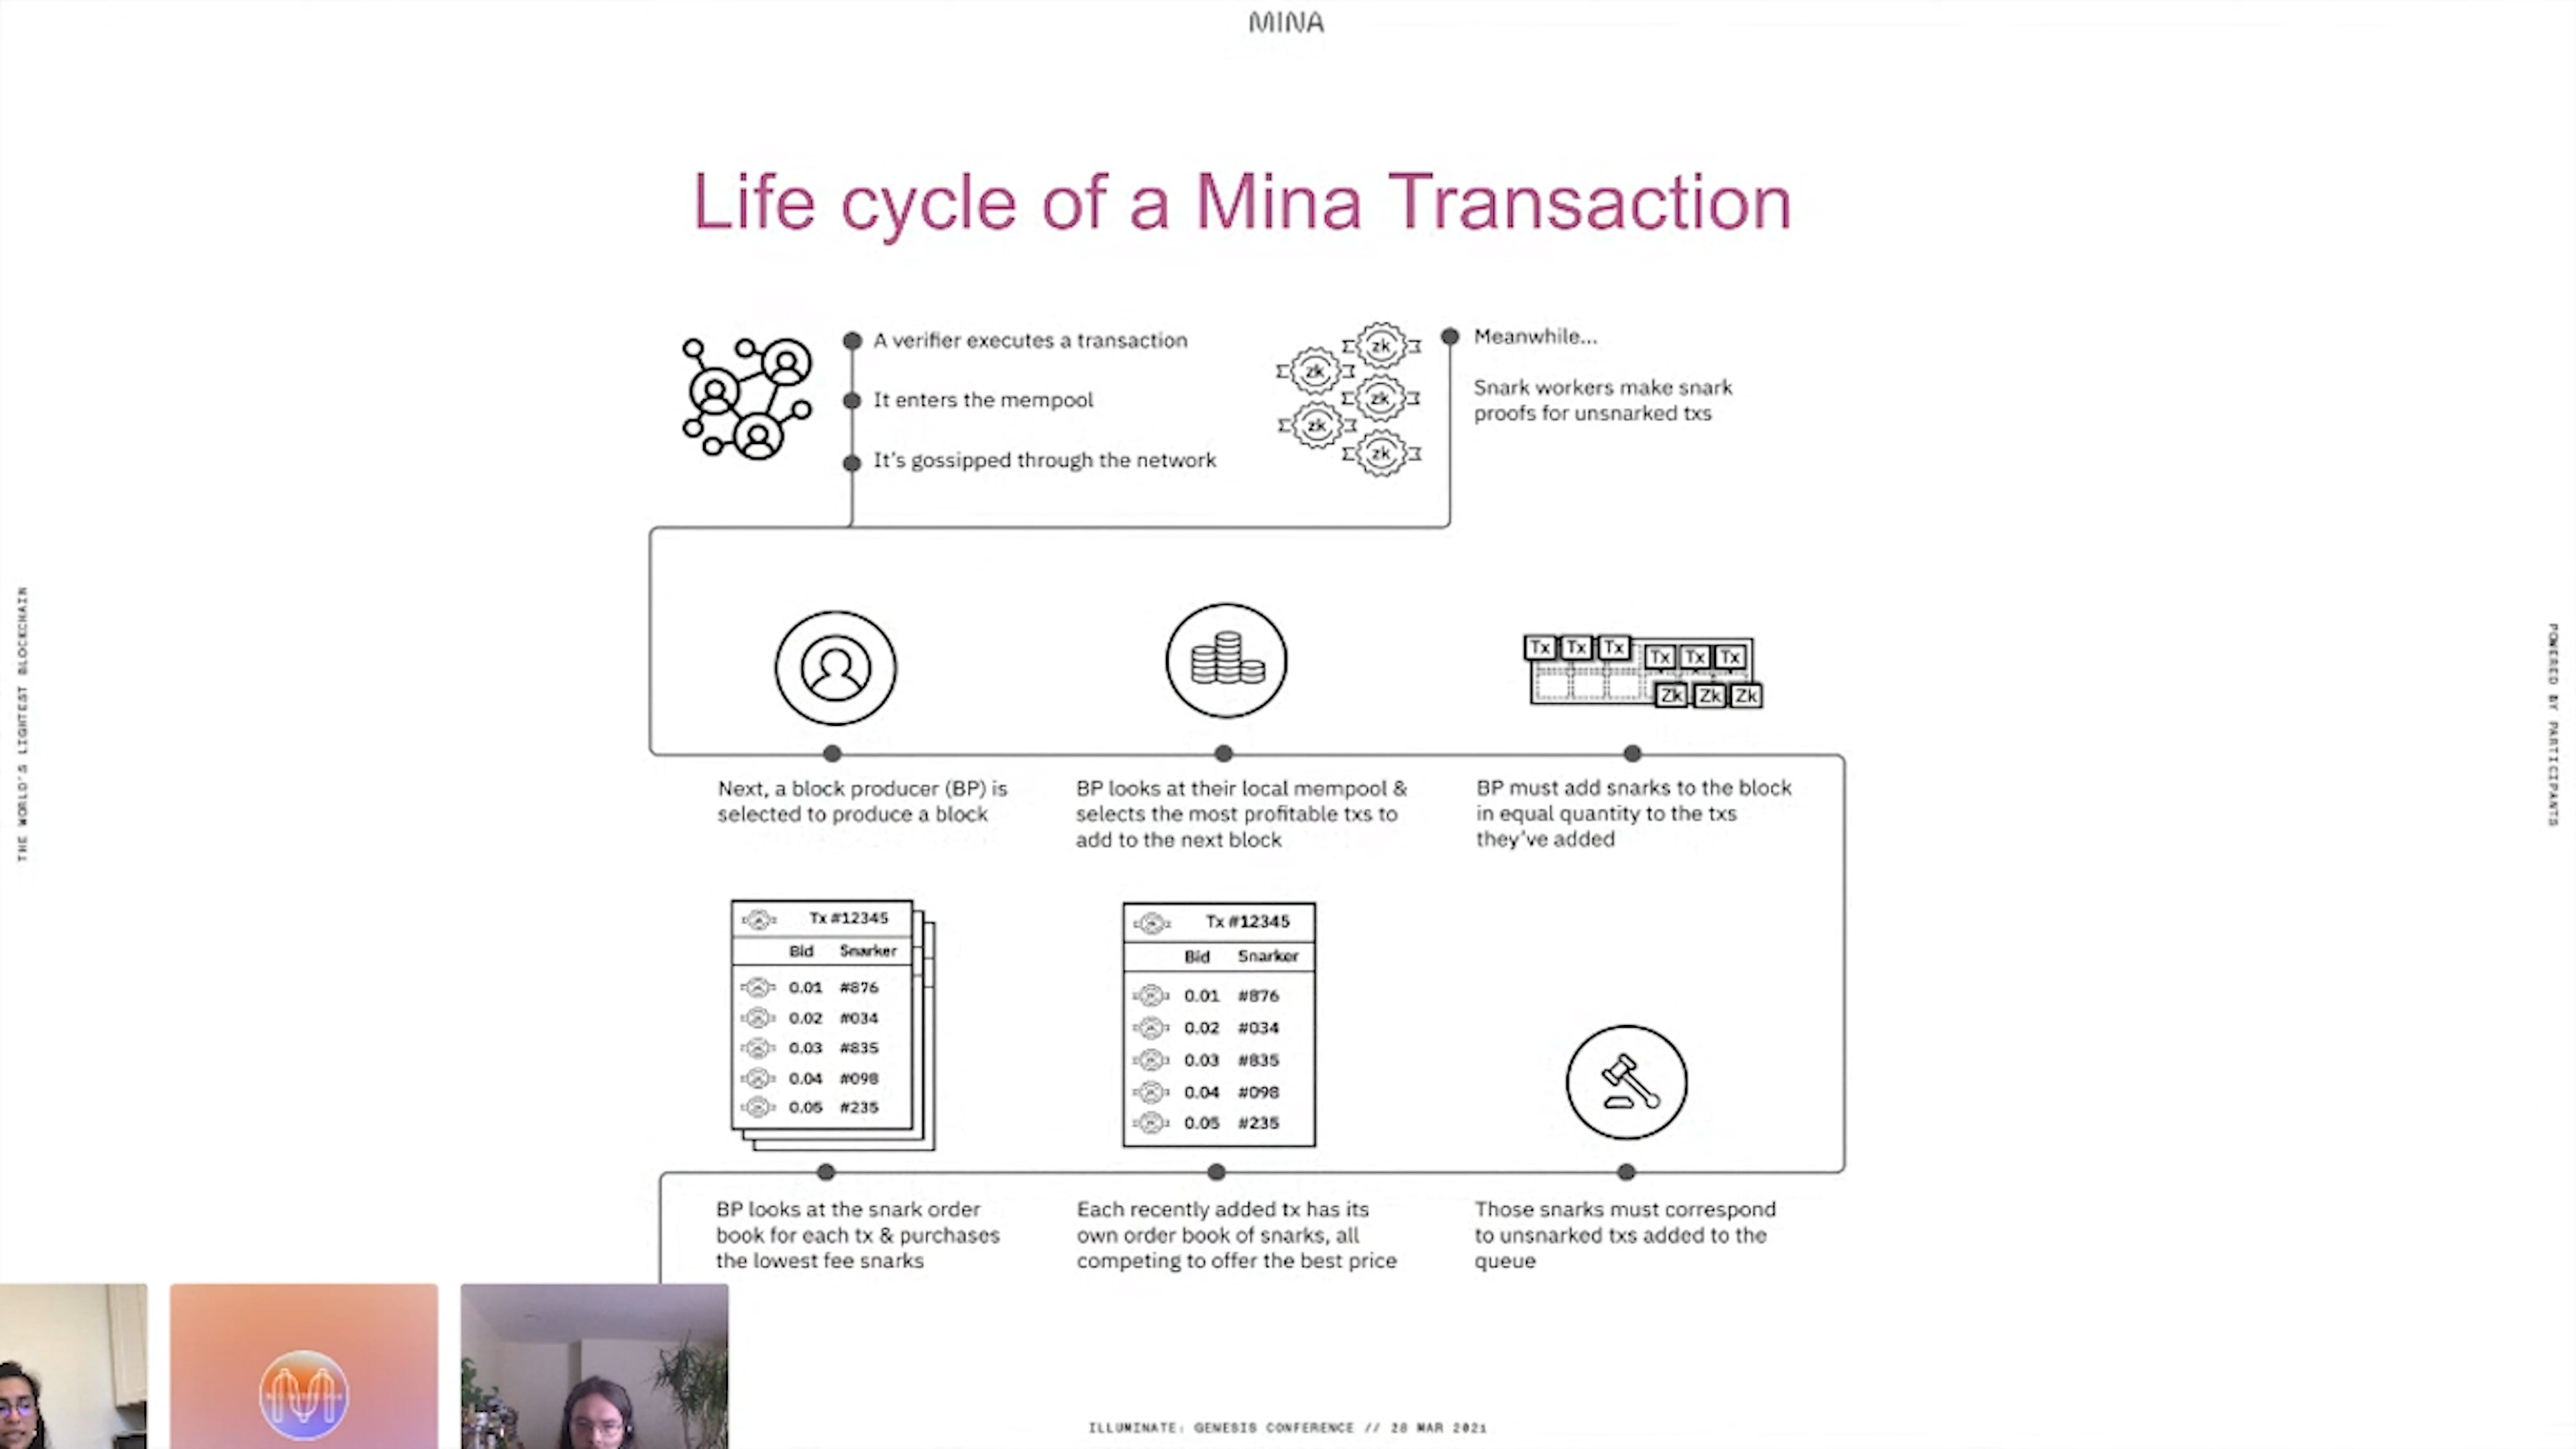 MINA
Life cycle of a Mina Transaction
A verifier executes a transaction
It enters the mempool
It's gossipped through the network
zk
zk
zk
zk
zk
Meanwhile...
Snark workers make snark
proofs for unsnarked txs
Tx Tx Tx Tx Tx Tx
Zk Zk Zk
Next, a block producer (BP) is
selected to produce a block
BP looks at their local mempool &
selects the most profitable txs to
add to the next block
BP must add snarks to the block
in equal quantity to the txs
they've added
Tx #12345
Bid Snarker
0.01 #876
0.02 #034
0.03 #835
0.04 #098
0.05 #235
Tx #12345
Bid Snarker
0.01 #876
0.02 #034
0.03 #835
0.04 #098
0.05 #235
BP looks at the snark order
book for each tx & purchases
the lowest fee snarks
Each recently added tx has its
own order book of snarks, all
competing to offer the best price
Those snarks must correspond
to unsnarked txs added to the
queue
THE WORLD'S LIGHTEST BLOCKCHAIN
POWERED BY PARTICIPANTS
ILLUMINATE: GENESIS CONFERENCE // 28 MAR 2021